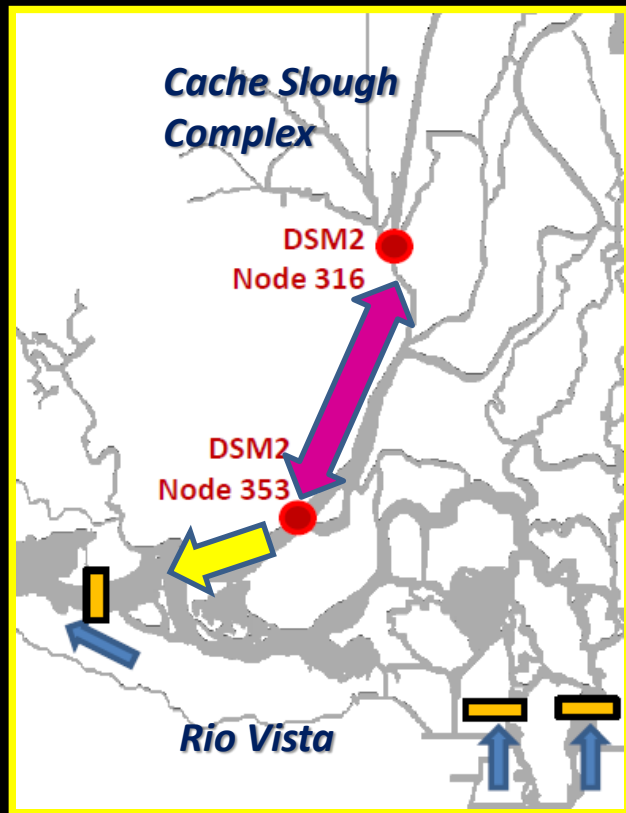 Cache Slough
Complex
DSM2
Node 316
DSM2
Node 353
Rio Vista